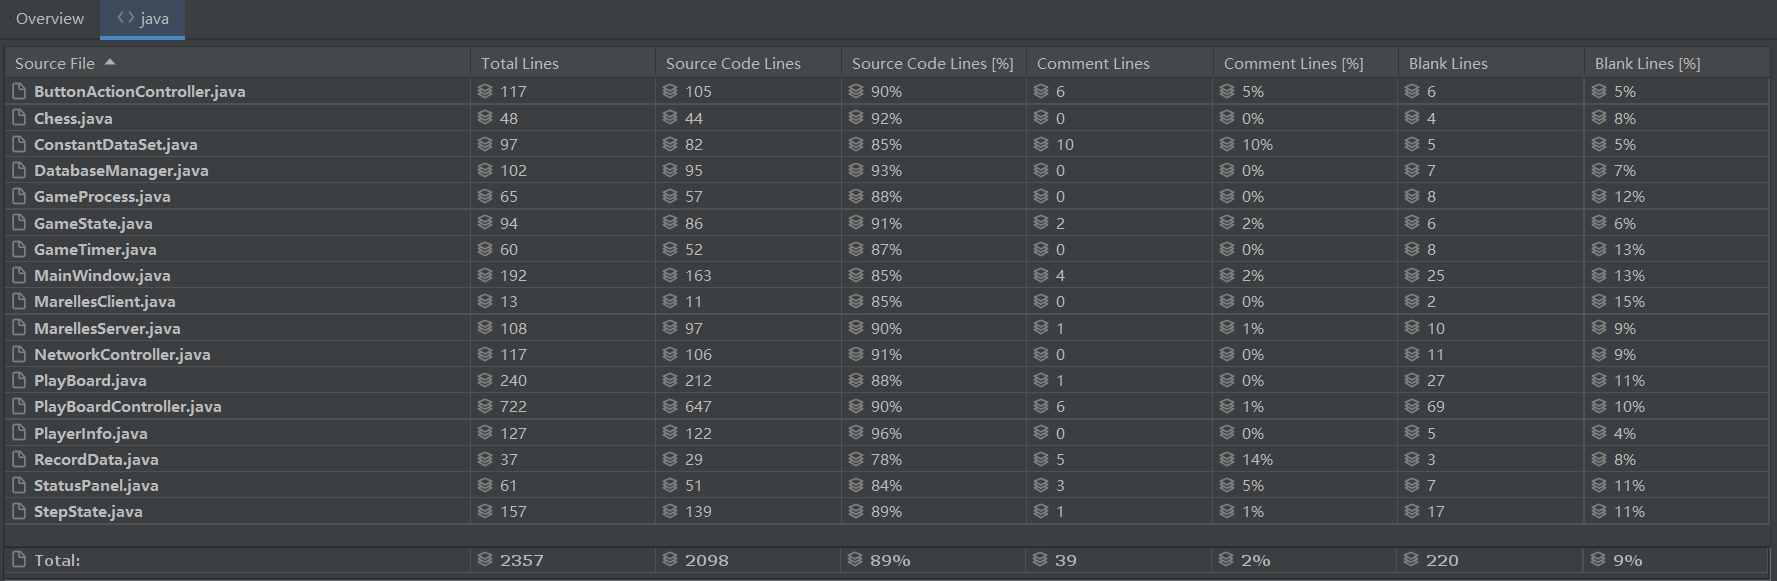 Overview <> java
Source File Total Lines Source Code Lines Source Code Lines [%] Comment Lines Comment Lines [%] Blank Lines Blank Lines [%]
ButtonActionController.java 117 105 90% 6 5% 6 5%
Chess.java 48 44 92% 0 0% 4 8%
ConstantDataSet.java 97 82 85% 10 10% 5 5%
DatabaseManager.java 102 95 93% 0 0% 7 7%
GameProcess.java 65 57 88% 0 0% 8 12%
GameState.java 94 86 91% 2 2% 6 6%
GameTimer.java 60 52 87% 0 0% 8 13%
MainWindow.java 192 163 85% 4 2% 25 13%
MarellesClient.java 13 11 85% 0 0% 2 15%
MarellesServer.java 108 97 90% 1 1% 10 9%
NetworkController.java 117 106 91% 0 0% 11 9%
PlayBoard.java 240 212 88% 1 0% 27 11%
PlayBoardController.java 722 647 90% 6 1% 69 10%
PlayerInfo.java 127 122 96% 0 0% 5 4%
RecordData.java 37 29 78% 5 14% 3 8%
StatusPanel.java 61 51 84% 3 5% 7 11%
StepState.java 157 139 89% 1 1% 17 11%
Total: 2357 2098 89% 39 2% 220 9%